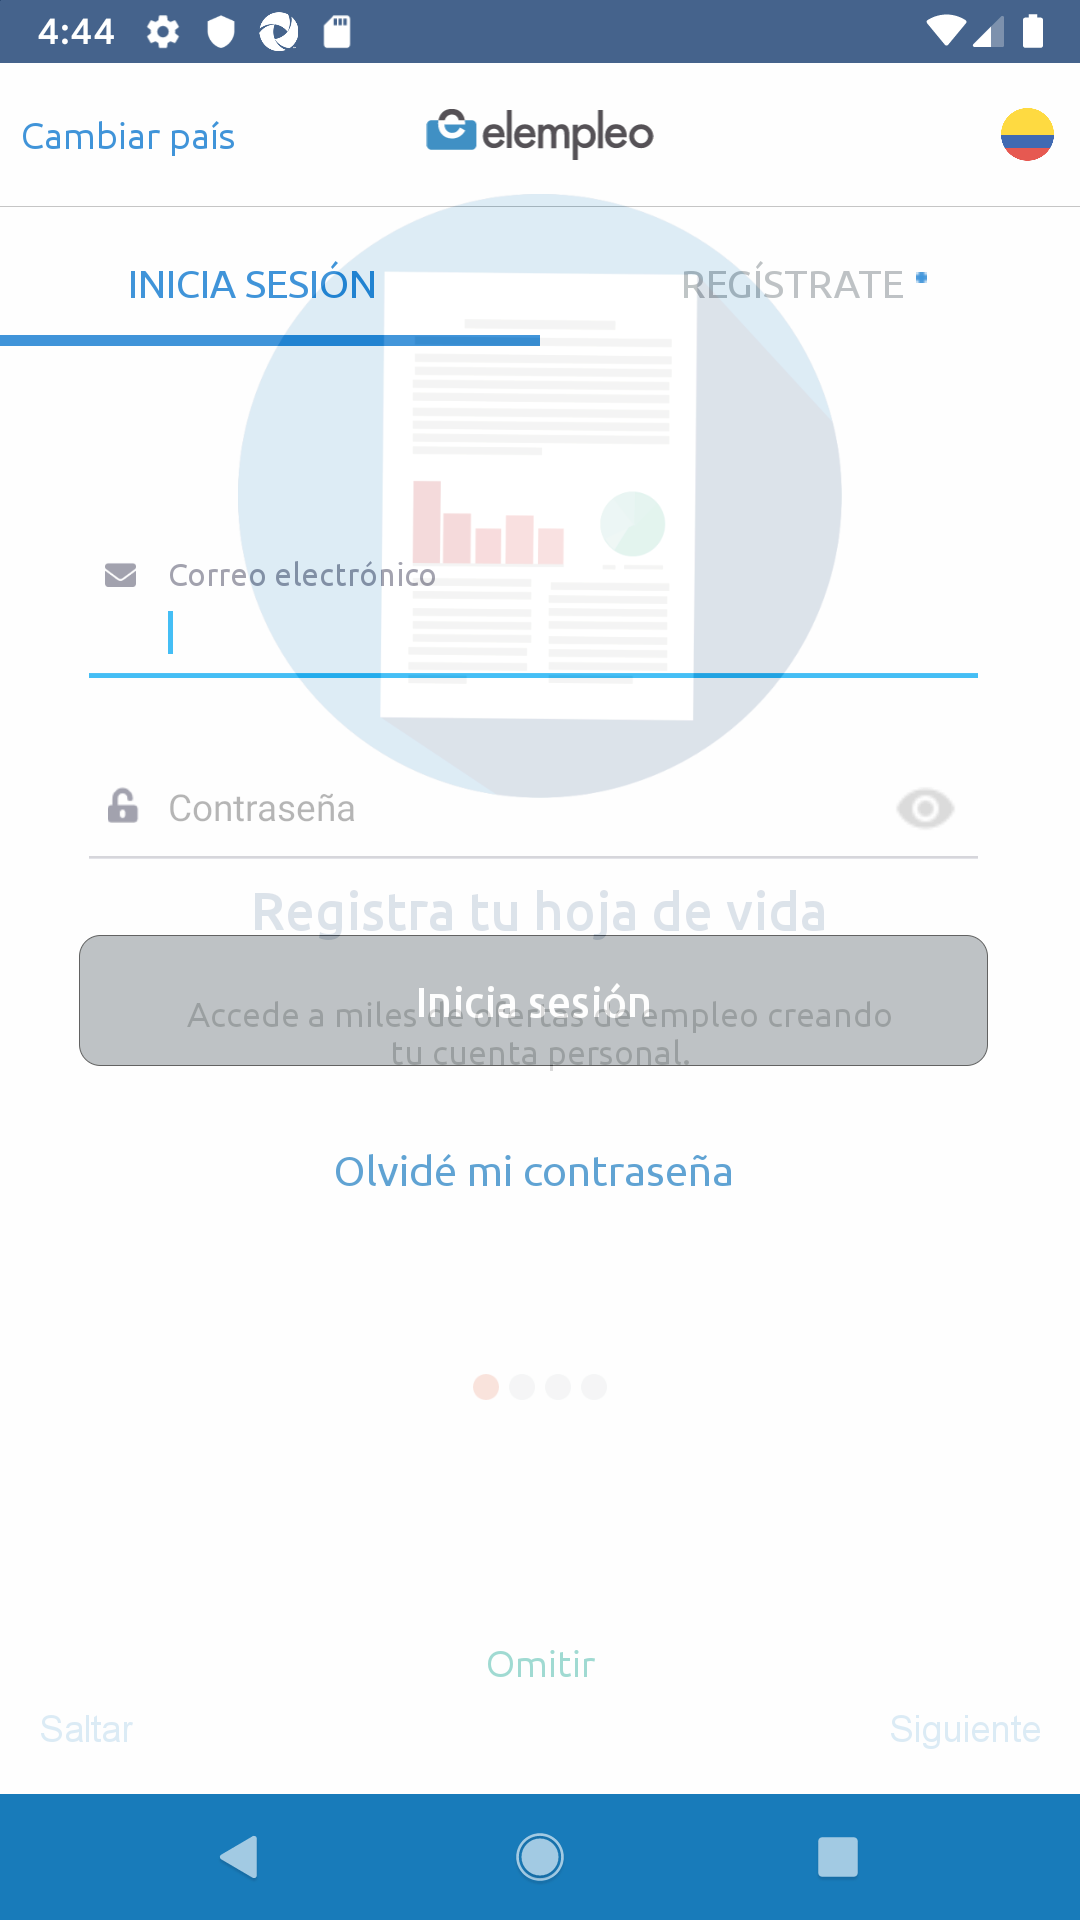 4:44
Cambiar país
elempleo
INICIA SESIÓN
REGÍSTRATE
Correo electrónico
Contraseña
Registra tu hoja de vida
Inicia sesión
Accede a miles de ofertas de empleo creando
tu cuenta personal.
Olvidé mi contraseña
Omitir
Saltar
Siguiente